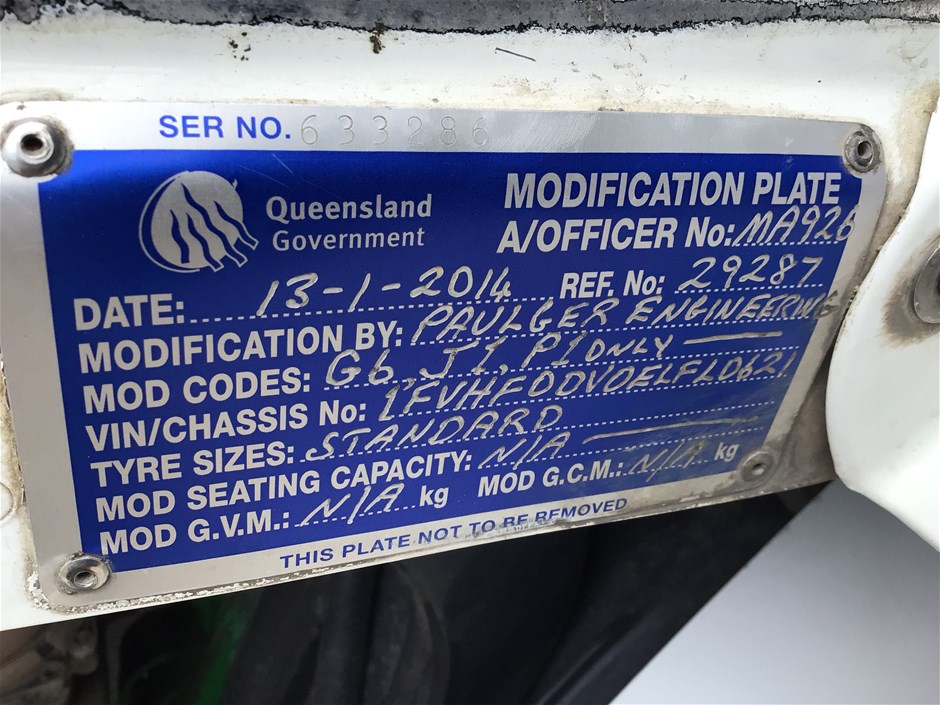 SER NO. 633286
Queensland
Government
MODIFICATION PLATE
A/OFFICER No: MA926
DATE: 13-1-2014 REF. No: 29287
MODIFICATION BY: PAULGER ENGINEERING
MOD CODES: G6 J1, P1 ONLY
VIN/CHASSIS No: 1FVHF0DV0ELFL0621
TYRE SIZES: STANDARD
MOD SEATING CAPACITY: N/A
MOD G.V.M.: N/A kg MOD G.C.M.: N/A kg
THIS PLATE NOT TO BE REMOVED